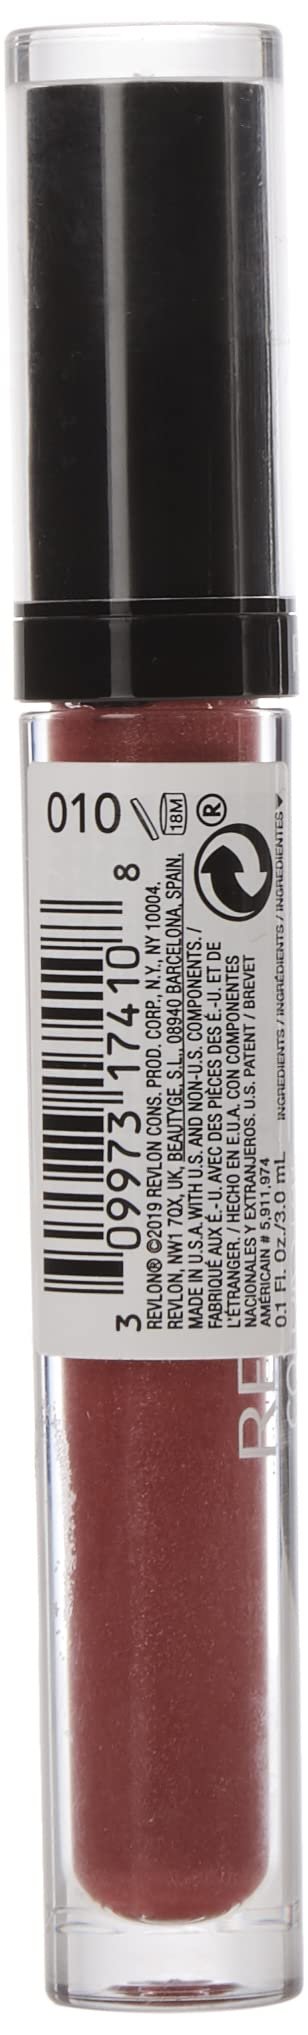 010
18M
®
3 09973 17410 8
REVLON® ©2019 REVLON CONS. PROD. CORP., N.Y., NY 10004.
REVLON, NW1 7QX, UK, BEAUTYGE, S.L., 08940 BARCELONA, SPAIN.
MADE IN U.S.A. WITH U.S. AND NON-U.S. COMPONENTS. /
FABRIQUÉ AUX É.-U. AVEC DES PIÈCES DES É.-U. ET DE
L'ÉTRANGER. / HECHO EN E.U.A. CON COMPONENTES
NACIONALES Y EXTRANJEROS. U.S. PATENT / BREVET
AMÉRICAIN # 5,911,974
0.1 Fl. Oz./3.0 mL INGREDIENTS / INGRÉDIENTS / INGREDIENTES ▼
RE